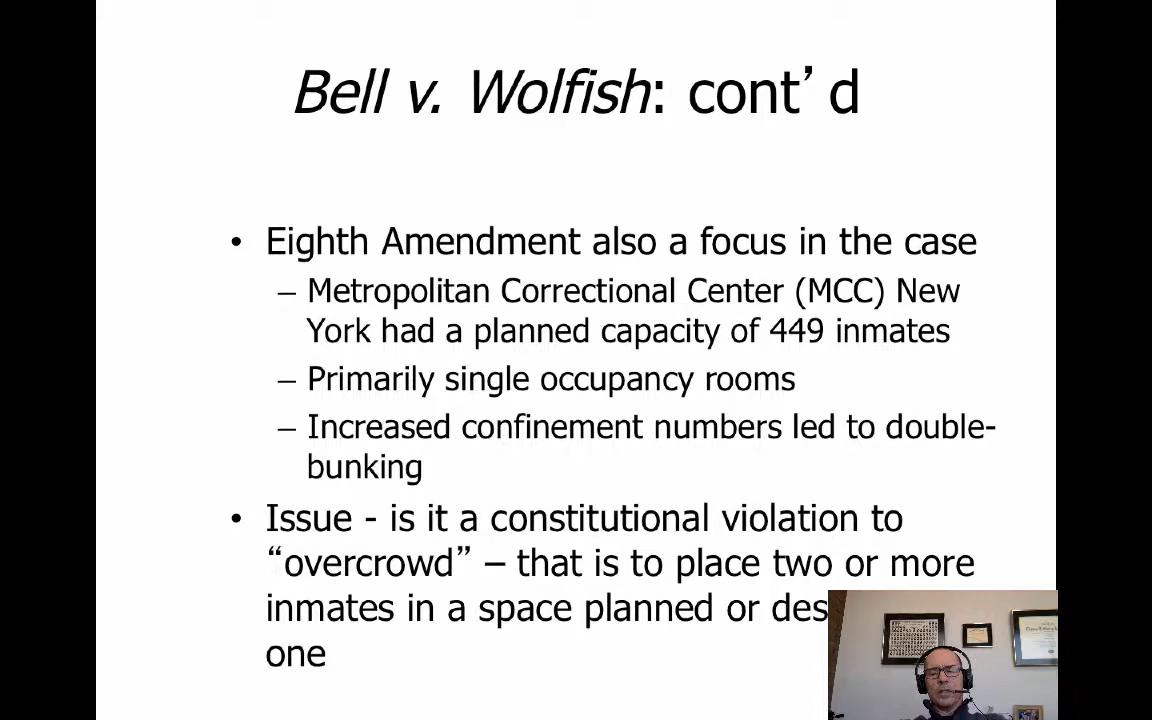 Bell v. Wolfish: cont’d
• Eighth Amendment also a focus in the case
– Metropolitan Correctional Center (MCC) New
York had a planned capacity of 449 inmates
– Primarily single occupancy rooms
– Increased confinement numbers led to double-
bunking
• Issue - is it a constitutional violation to
“overcrowd” – that is to place two or more
inmates in a space planned or des
one